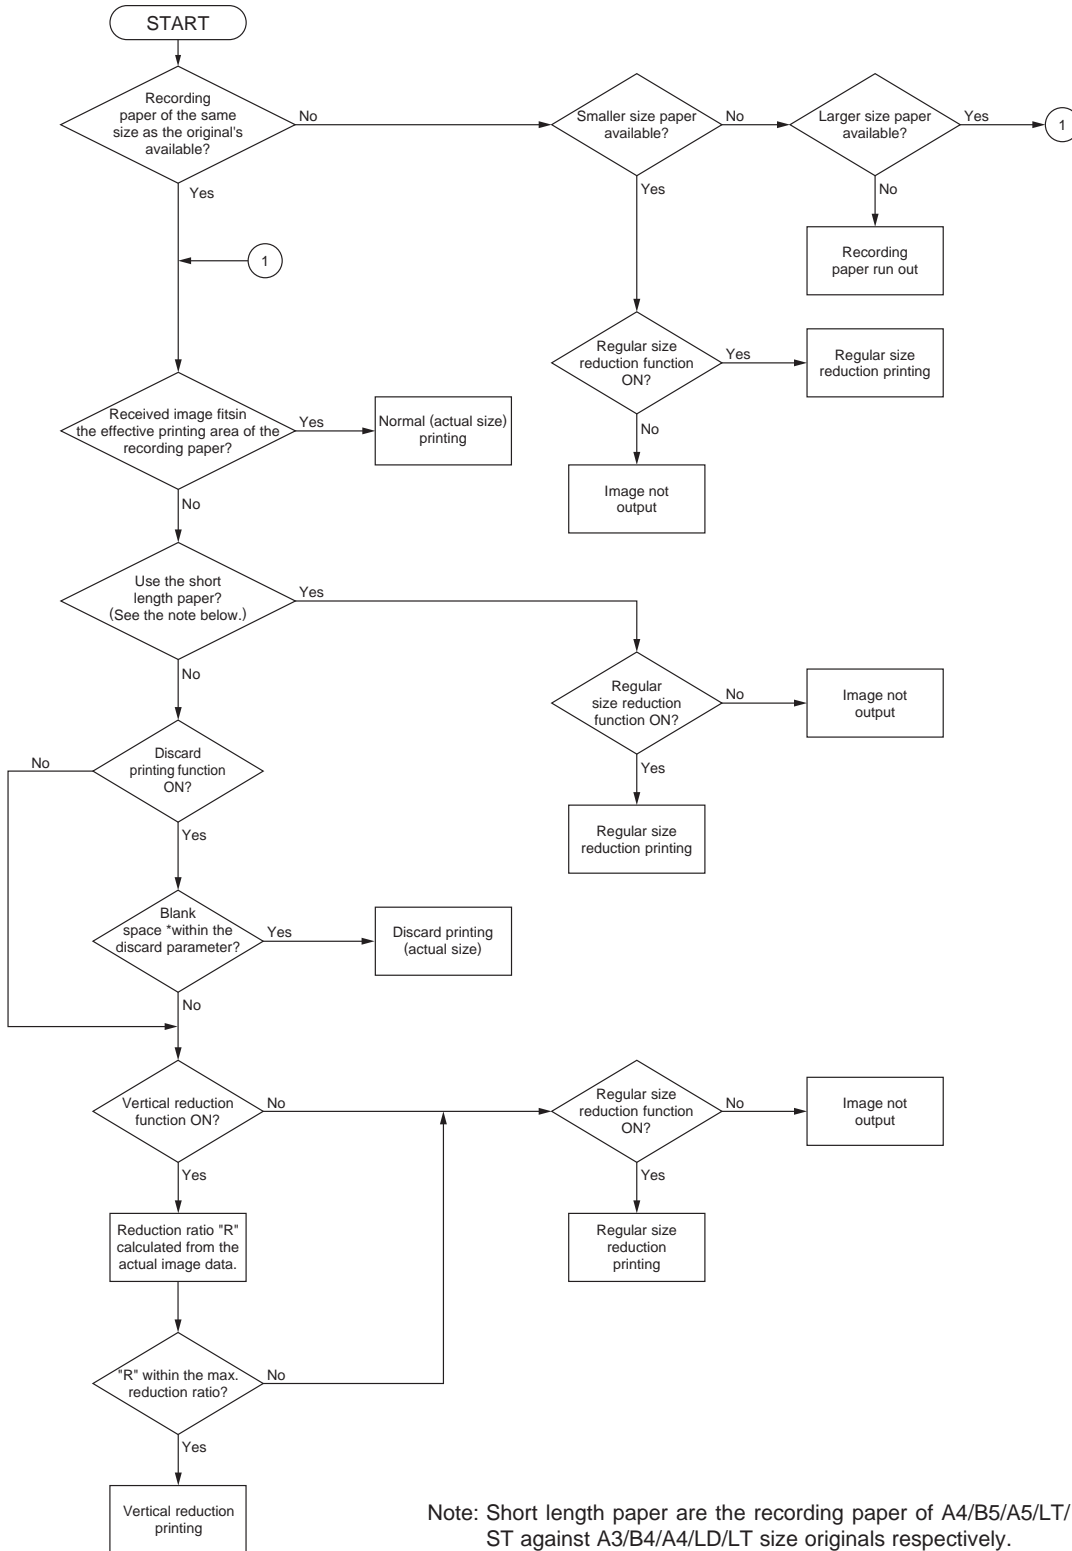 START
Recording
paper of the same
size as the original's
available?
No
Smaller size paper
available?
No
Larger size paper
available?
Yes
1
Yes
Yes
No
Recording
paper run out
1
Regular size
reduction function
ON?
Yes
Regular size
reduction printing
No
Image not
output
Received image fitsin
the effective printing area of the
recording paper?
Yes
Normal (actual size)
printing
No
Use the short
length paper?
(See the note below.)
Yes
No
Regular
size reduction
function ON?
No
Image not
output
Yes
Regular size
reduction printing
Discard
printing function
ON?
No
Yes
Blank
space *within the
discard parameter?
Yes
Discard printing
(actual size)
No
Vertical reduction
function ON?
No
Regular size
reduction function
ON?
No
Image not
output
Yes
Yes
Regular size
reduction
printing
Reduction ratio "R"
calculated from the
actual image data.
"R" within the max.
reduction ratio?
No
Yes
Vertical reduction
printing
Note: Short length paper are the recording paper of A4/B5/A5/LT/
ST against A3/B4/A4/LD/LT size originals respectively.